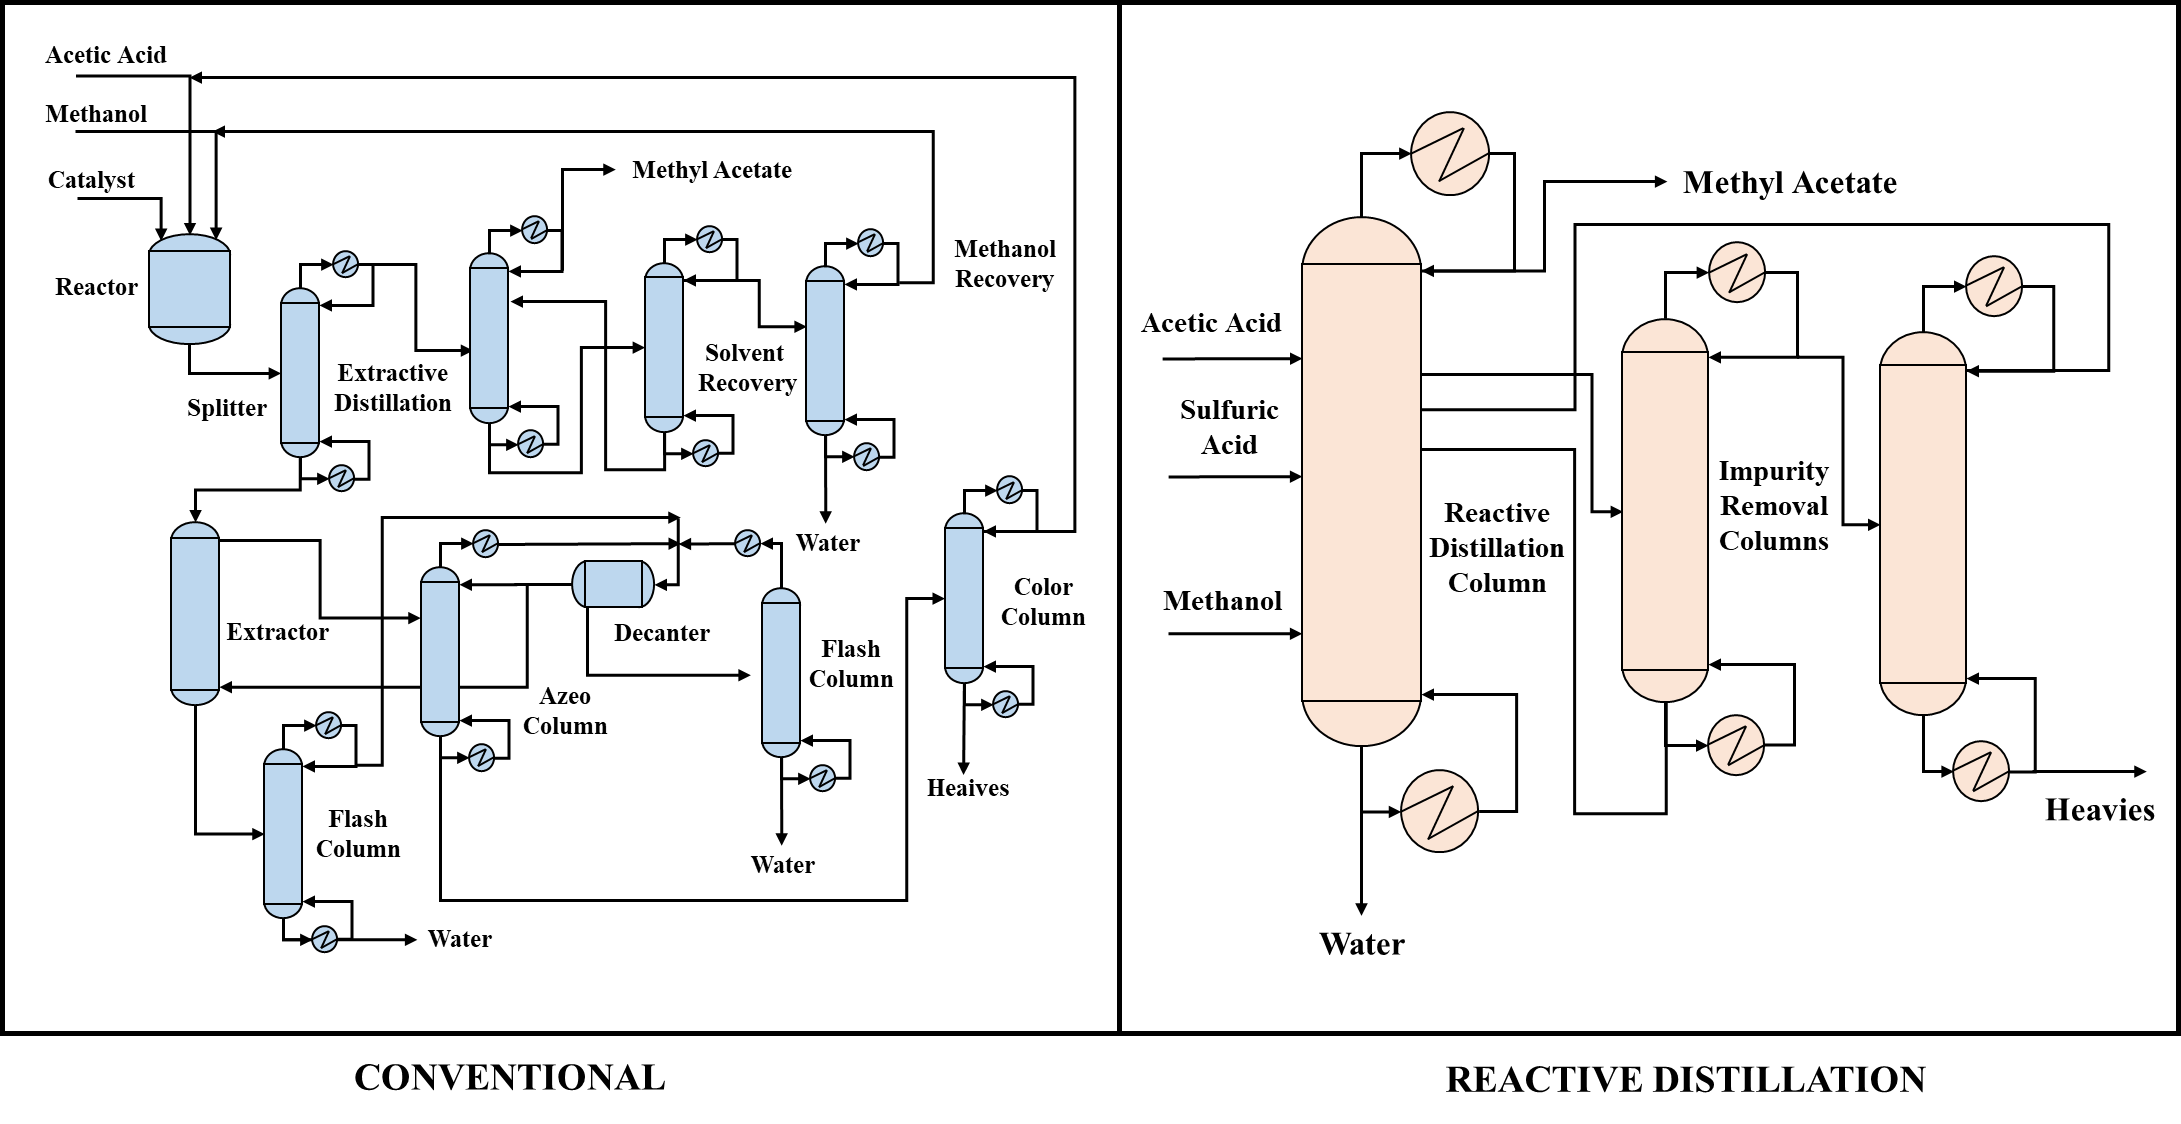 Acetic Acid
Methanol
Catalyst
Reactor
Splitter
Extractive
Distillation
Methyl Acetate
Solvent
Recovery
Methanol
Recovery
Water
Extractor
Azeo
Column
Decanter
Flash
Column
Water
Color
Column
Heaives
Flash
Column
Water
CONVENTIONAL
Methyl Acetate
Acetic Acid
Sulfuric
Acid
Methanol
Reactive
Distillation
Column
Impurity
Removal
Columns
Heavies
Water
REACTIVE DISTILLATION